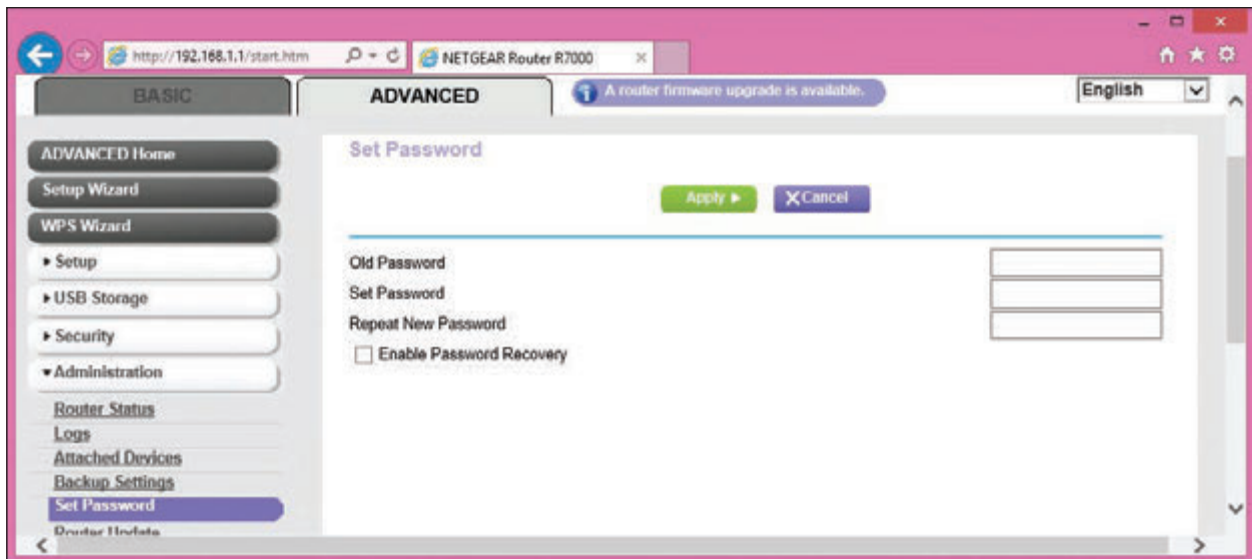 http://192.168.1.1/start.htm
NETGEAR Router R7000
BASIC
ADVANCED
A router firmware upgrade is available.
English
ADVANCED Home
Setup Wizard
WPS Wizard
Setup
USB Storage
Security
Administration
Router Status
Logs
Attached Devices
Backup Settings
Set Password
Router Update
Set Password
Apply
Cancel
Old Password
Set Password
Repeat New Password
Enable Password Recovery